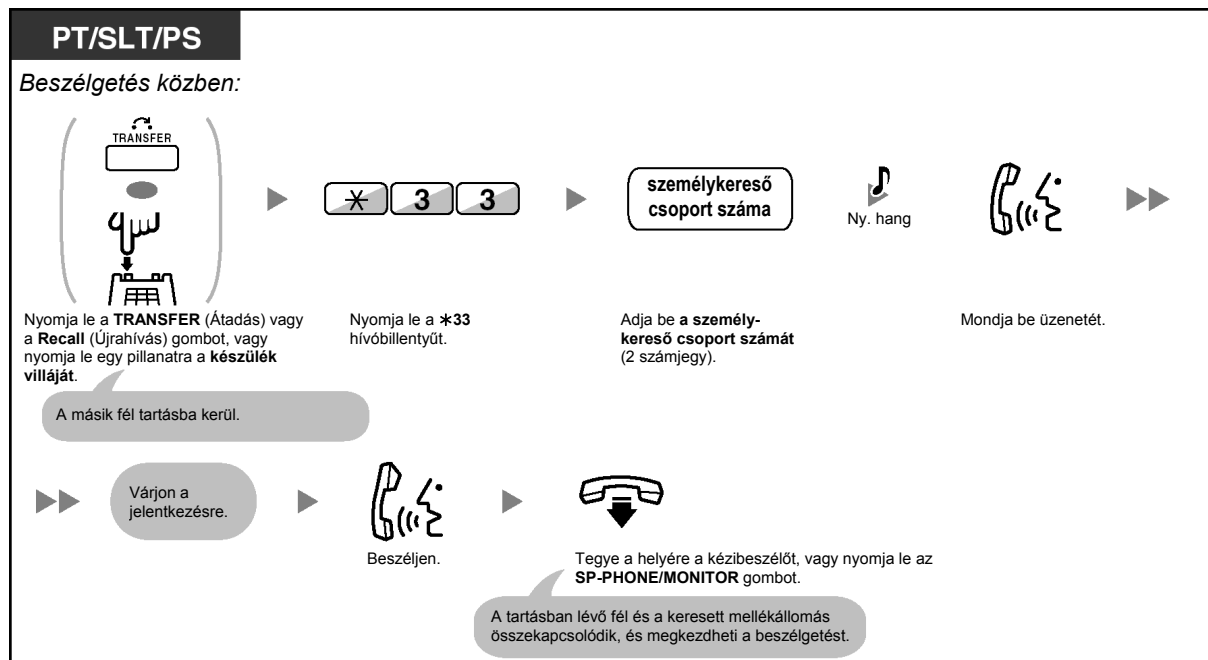 PT/SLT/PS
Beszélgetés közben:
TRANSFER
✳ 3 3
személykereső
csoport száma
Ny. hang
Nyomja le a TRANSFER (Átadás) vagy
a Recall (Újrahívás) gombot, vagy
nyomja le egy pillanatra a készülék
villáját.
Nyomja le a ✳33
hívóbillentyűt.
Adja be a személy-
kereső csoport számát
(2 számjegy).
Mondja be üzenetét.
A másik fél tartásba kerül.
Várjon a
jelentkezésre.
Beszéljen.
Tegye a helyére a kézibeszélőt, vagy nyomja le az
SP-PHONE/MONITOR gombot.
A tartásban lévő fél és a keresett mellékállomás
összekapcsolódik, és megkezdheti a beszélgetést.